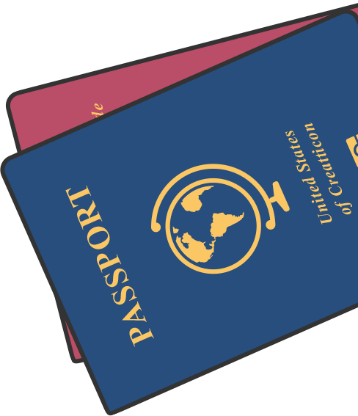 PASSPORT
United States
of Creatticon